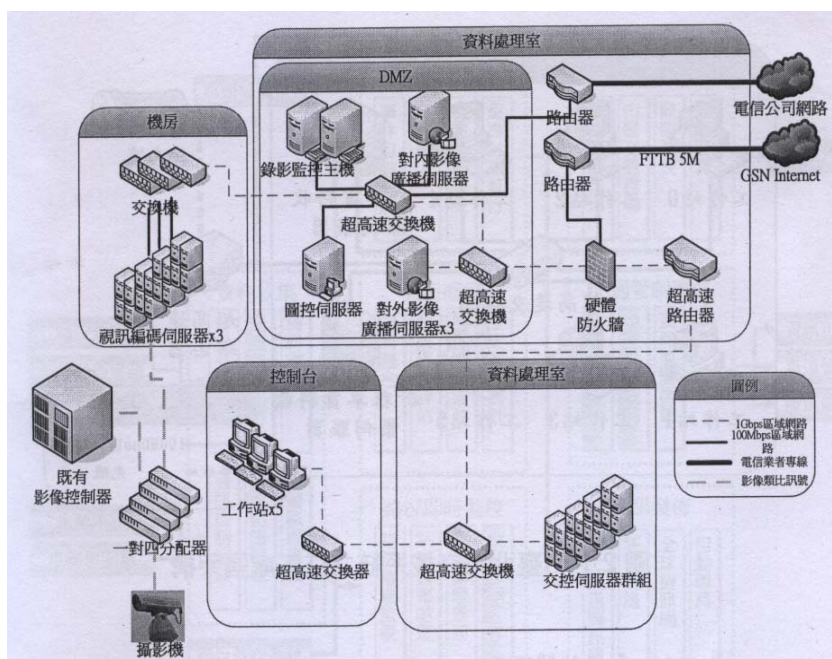 資料處理室
DMZ
機房
交換機
視訊編碼伺服器x3
錄影監控主機
對內影像
廣播伺服器
超高速交換機
圖控伺服器
對外影像
廣播伺服器x3
超高速
交換機
路由器
電信公司網路
路由器
FTTB 5M
GSN Internet
硬體
防火牆
超高速
路由器
既有
影像控制器
一對四分配器
攝影機
控制台
工作站x5
超高速交換器
資料處理室
超高速交換機
交控伺服器群組
圖例
1Gbps區域網路
100Mbps區域網
路
電信業者專線
影像類比訊號